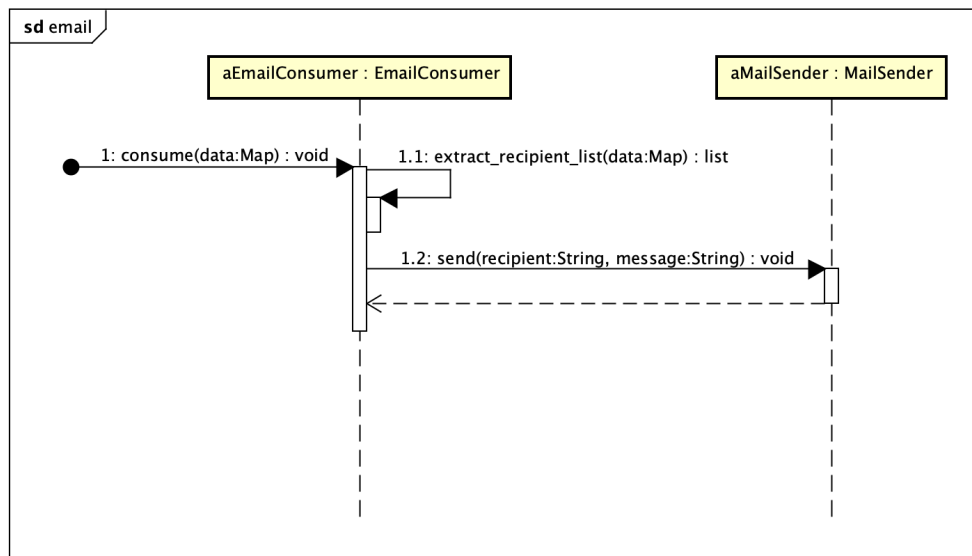 sd email
aEmailConsumer : EmailConsumer
aMailSender : MailSender
1: consume(data:Map) : void
1.1: extract_recipient_list(data:Map) : list
1.2: send(recipient:String, message:String) : void